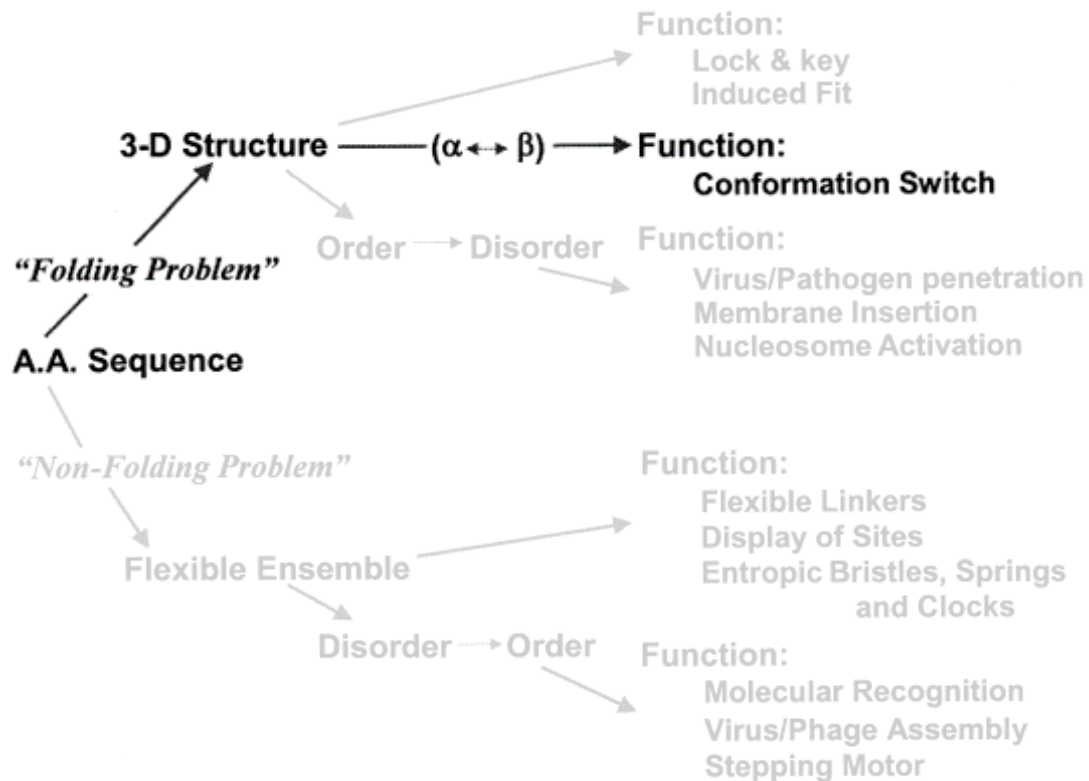 Function:
Lock & key
Induced Fit
3-D Structure (α↔β) Function:
Conformation Switch
Order Disorder Function:
"Folding Problem"
Virus/Pathogen penetration
Membrane Insertion
Nucleosome Activation
A.A. Sequence
"Non-Folding Problem"
Function:
Flexible Linkers
Display of Sites
Flexible Ensemble
Entropic Bristles, Springs
and Clocks
Disorder Order Function:
Molecular Recognition
Virus/Phage Assembly
Stepping Motor